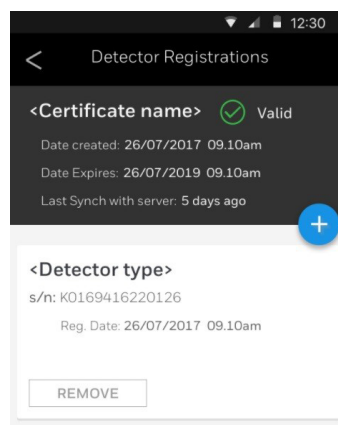 12:30
< Detector Registrations
<Certificate name> Valid
Date created: 26/07/2017 09.10am
Date Expires: 26/07/2019 09.10am
Last Synch with server: 5 days ago
+
<Detector type>
s/n: K0169416220126
Reg. Date: 26/07/2017 09.10am
REMOVE